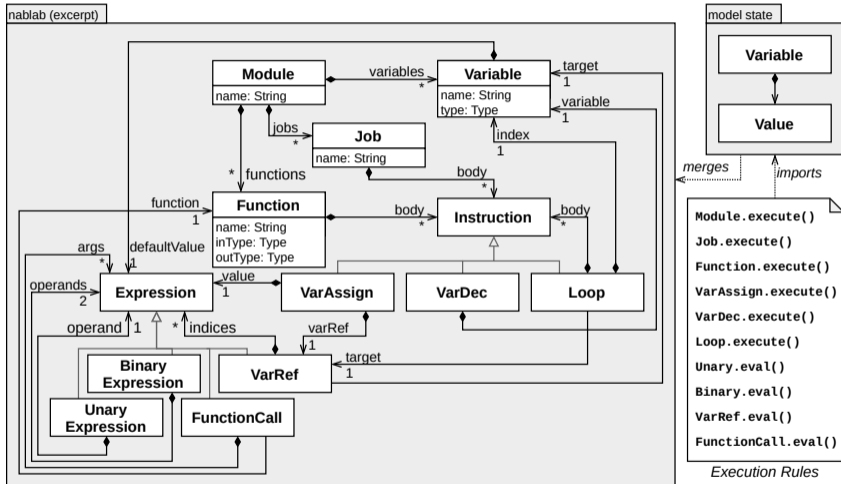 nablab (excerpt)
model state
Module
name: String
variables
*
Variable
name: String
type: Type
target
1
variable
1
index
1
jobs
*
Job
name: String
* functions
body
*
function
1
Function
name: String
inType: Type
outType: Type
body
*
Instruction
body
*
args
*
defaultValue
1
operands
2
Expression
value
1
VarAssign
VarDec
Loop
operand
1
*
indices
varRef
1
target
1
Binary
Expression
VarRef
Unary
Expression
FunctionCall
Variable
Value
merges
imports
Module.execute()
Job.execute()
Function.execute()
VarAssign.execute()
VarDec.execute()
Loop.execute()
Unary.eval()
Binary.eval()
VarRef.eval()
FunctionCall.eval()
Execution Rules